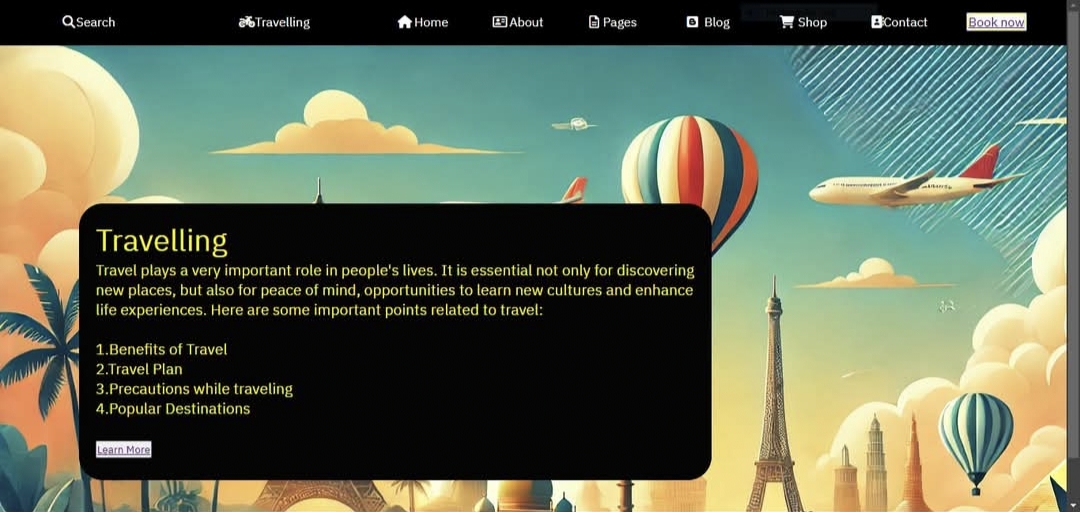 Search
Travelling
Home
About
Pages
Blog
Shop
Contact
Book now
Travelling
Travel plays a very important role in people's lives. It is essential not only for discovering
new places, but also for peace of mind, opportunities to learn new cultures and enhance
life experiences. Here are some important points related to travel:
1.Benefits of Travel
2.Travel Plan
3.Precautions while traveling
4.Popular Destinations
Learn More